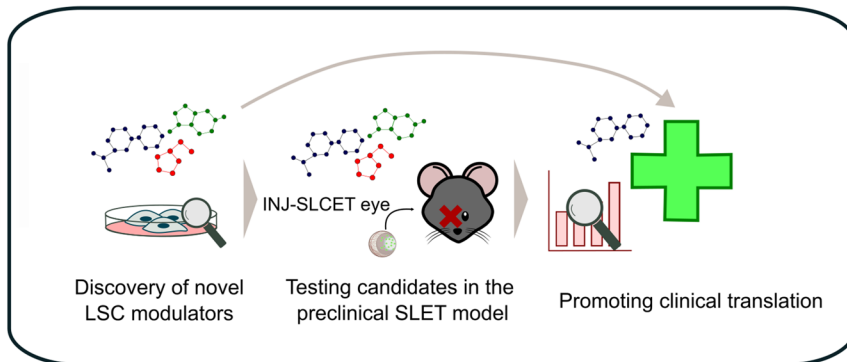 INJ-SLCET eye
Discovery of novel
LSC modulators
Testing candidates in the
preclinical SLET model
Promoting clinical translation